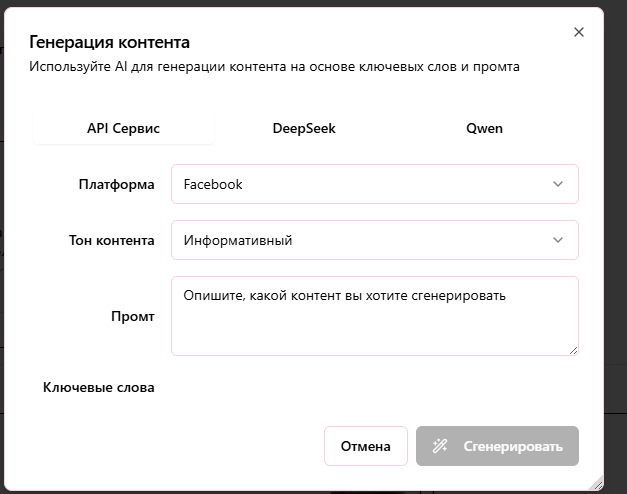 Генерация контента
Используйте AI для генерации контента на основе ключевых слов и промта
API Сервис DeepSeek Qwen
Платформа Facebook
Тон контента Информативный
Промт Опишите, какой контент вы хотите сгенерировать
Ключевые слова
Отмена Сгенерировать